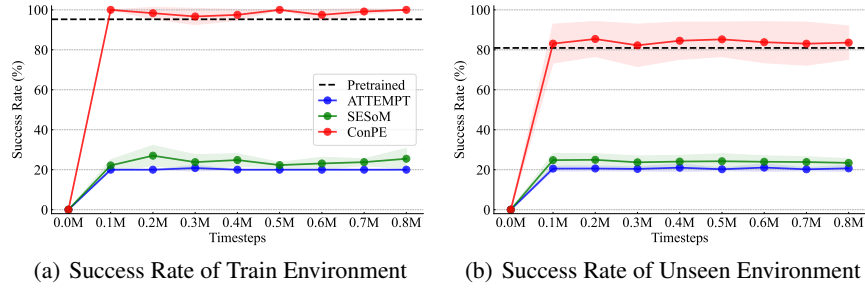 100
80
60
40
20
0
Success Rate (%)
Pretrained
ATTEMPT
SESoM
ConPE
0.0M 0.1M 0.2M 0.3M 0.4M 0.5M 0.6M 0.7M 0.8M
Timesteps
(a) Success Rate of Train Environment
100
80
60
40
20
0
Success Rate (%)
0.0M 0.1M 0.2M 0.3M 0.4M 0.5M 0.6M 0.7M 0.8M
Timesteps
(b) Success Rate of Unseen Environment